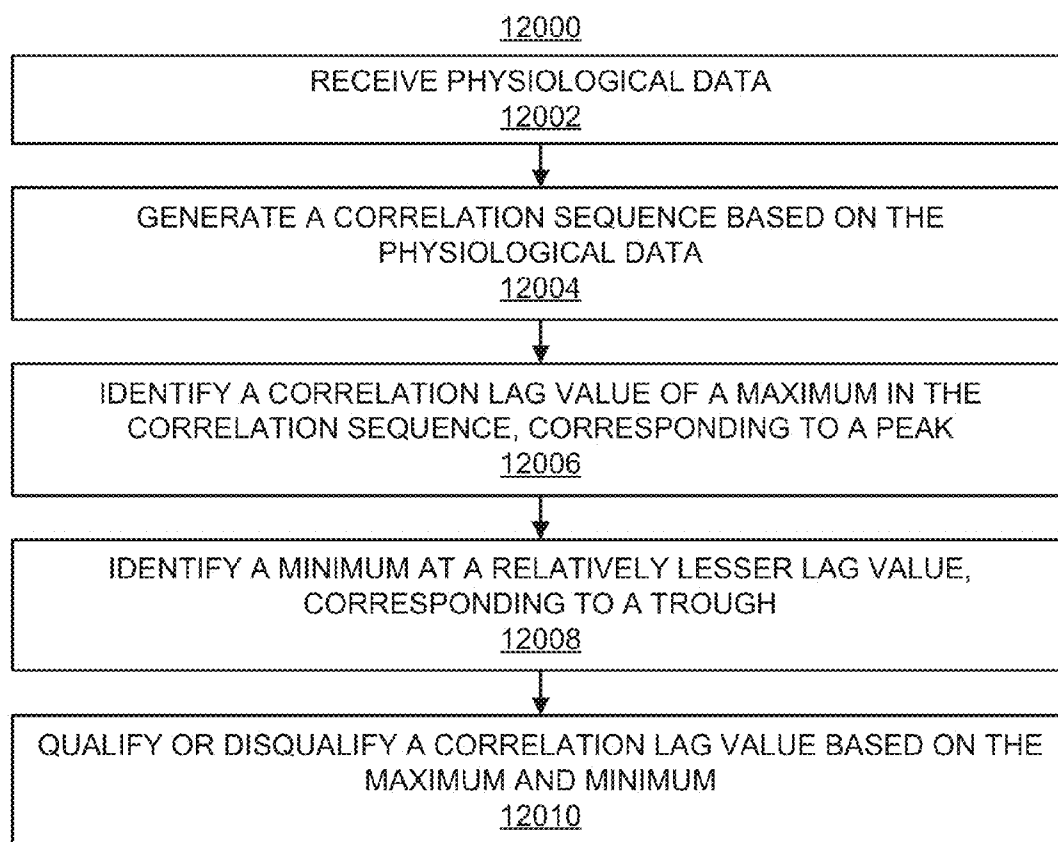 12000
RECEIVE PHYSIOLOGICAL DATA
12002
GENERATE A CORRELATION SEQUENCE BASED ON THE
PHYSIOLOGICAL DATA
12004
IDENTIFY A CORRELATION LAG VALUE OF A MAXIMUM IN THE
CORRELATION SEQUENCE, CORRESPONDING TO A PEAK
12006
IDENTIFY A MINIMUM AT A RELATIVELY LESSER LAG VALUE,
CORRESPONDING TO A TROUGH
12008
QUALIFY OR DISQUALIFY A CORRELATION LAG VALUE BASED ON THE
MAXIMUM AND MINIMUM
12010